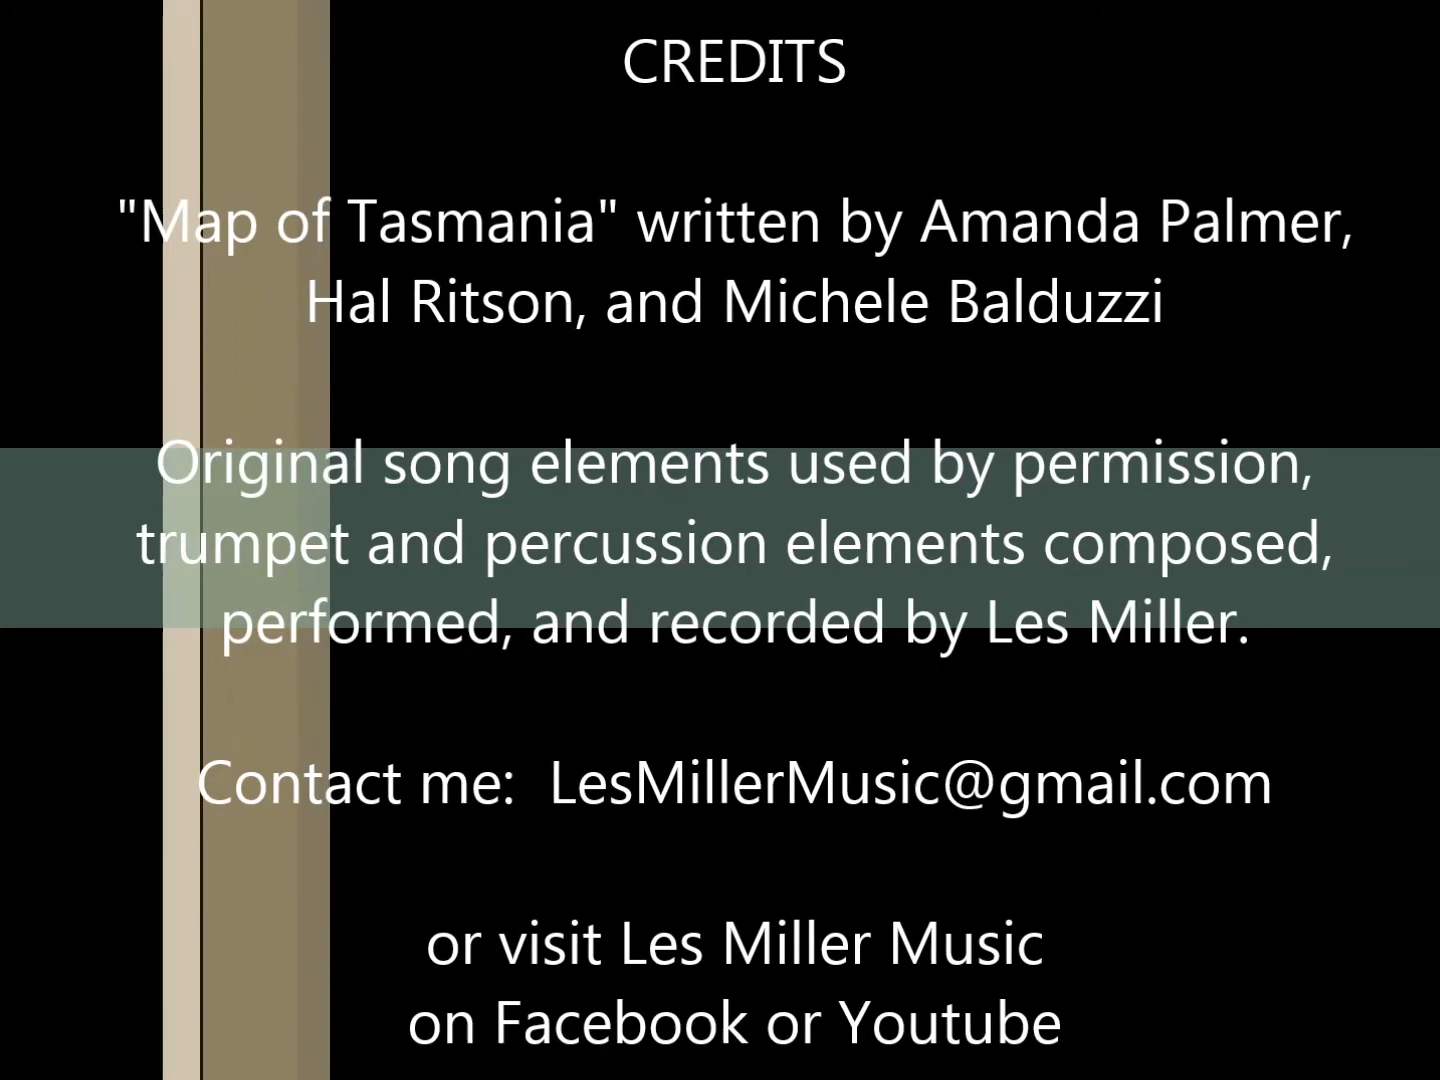 CREDITS
"Map of Tasmania" written by Amanda Palmer,
Hal Ritson, and Michele Balduzzi
Original song elements used by permission,
trumpet and percussion elements composed,
performed, and recorded by Les Miller.
Contact me:  LesMillerMusic@gmail.com
or visit Les Miller Music
on Facebook or Youtube